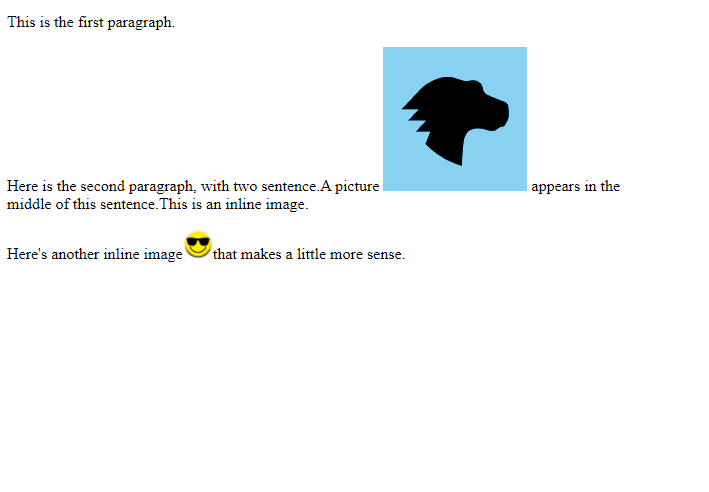 This is the first paragraph.
Here is the second paragraph, with two sentence.A picture appears in the
middle of this sentence.This is an inline image.
Here's another inline image that makes a little more sense.